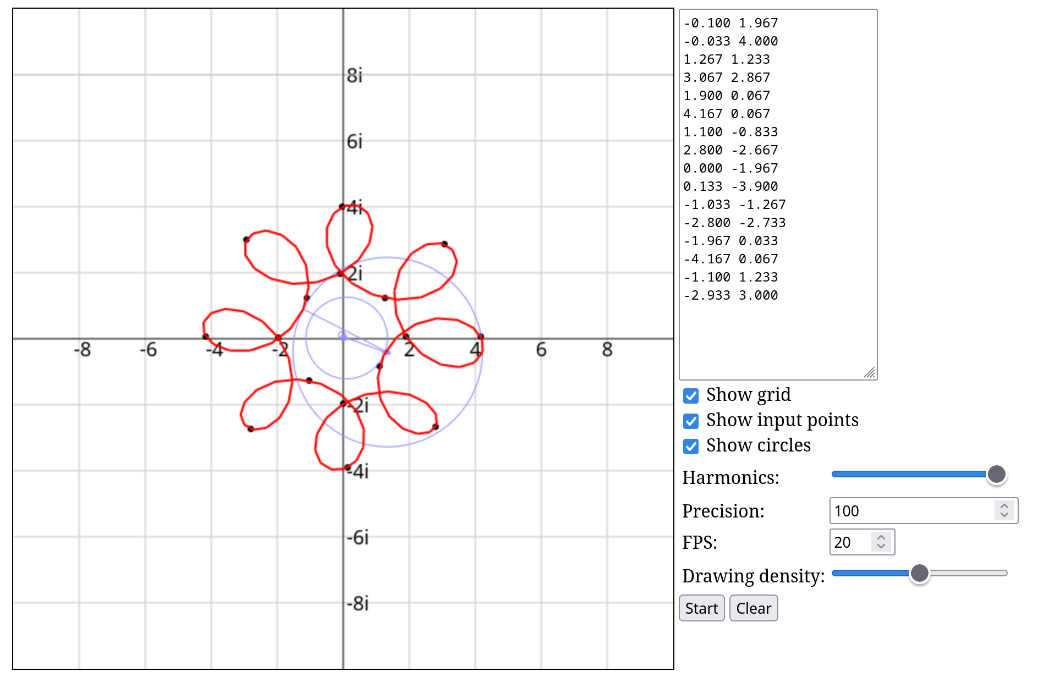 8i
6i
4i
2i
-8 -6 -4 -2 2 4 6 8
-2i
-4i
-6i
-8i
-0.100 1.967
-0.033 4.000
1.267 1.233
3.067 2.867
1.900 0.067
4.167 0.067
1.100 -0.833
2.800 -2.667
0.000 -1.967
0.133 -3.900
-1.033 -1.267
-2.800 -2.733
-1.967 0.033
-4.167 0.067
-1.100 1.233
-2.933 3.000
Show grid
Show input points
Show circles
Harmonics:
Precision: 100
FPS: 20
Drawing density:
Start Clear